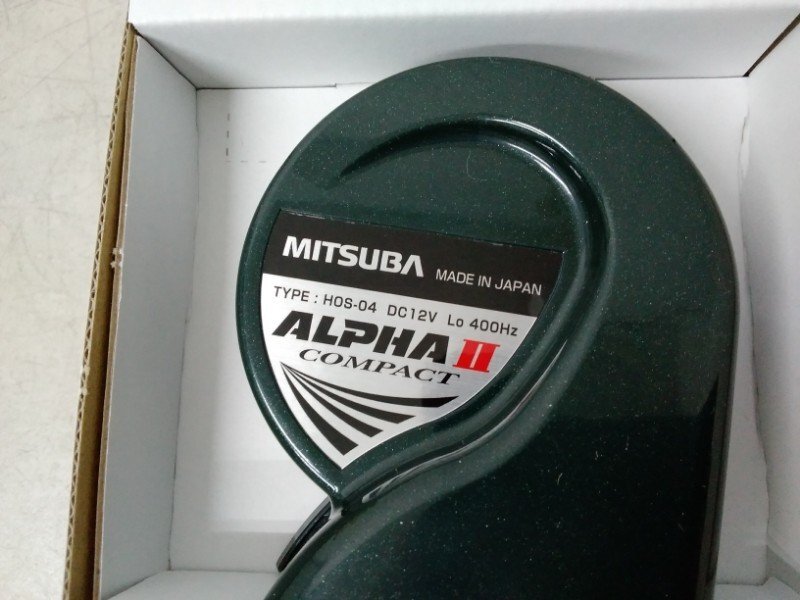 MITSUBA MADE IN JAPAN
TYPE : HOS-04 DC12V Lo 400Hz
ALPHA II
COMPACT